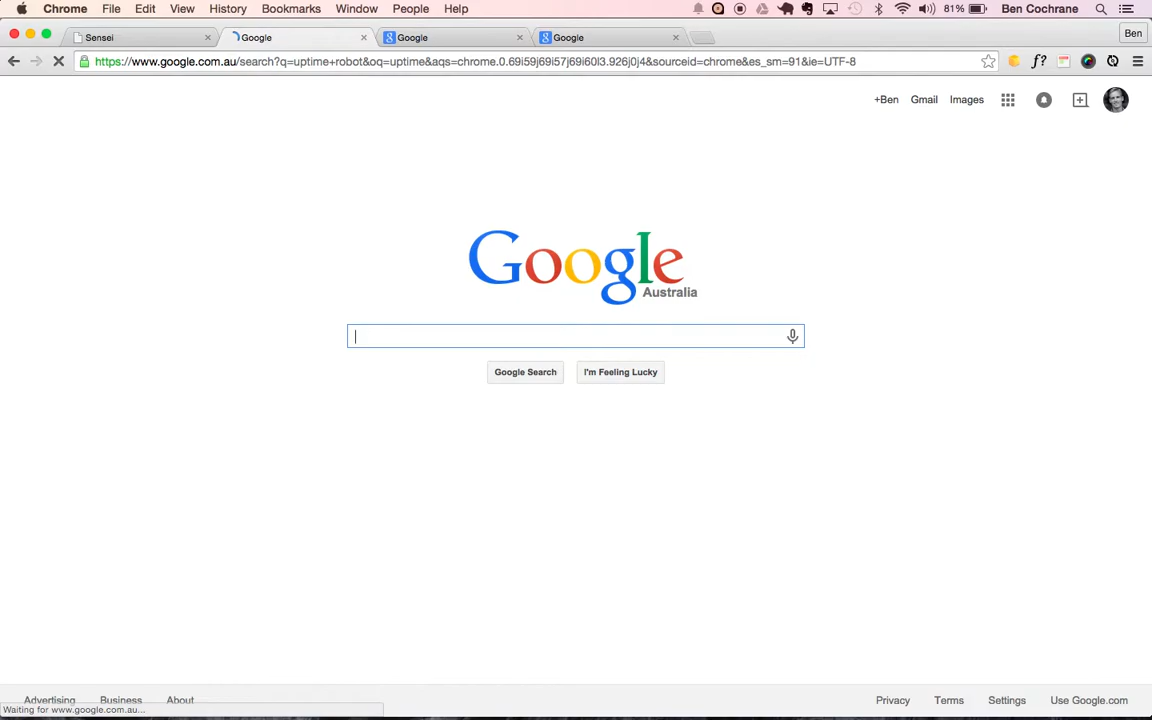 Chrome File Edit View History Bookmarks Window People Help 81% Ben Cochrane
Sensei Google Google Google Ben
https://www.google.com.au/search?q=uptime+robot&oq=uptime&aqs=chrome.0.69i59j69i57j69i60l3.926j0j4&sourceid=chrome&es_sm=91&ie=UTF-8 f?
+Ben Gmail Images
Google
Australia
Google Search I'm Feeling Lucky
Advertising Business About Privacy Terms Settings Use Google.com
Waiting for www.google.com.au...